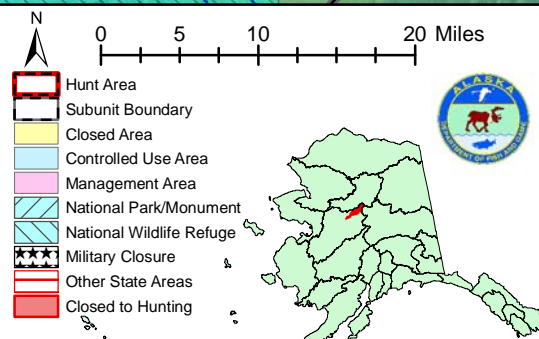 N
0 5 10 20 Miles
Hunt Area
Subunit Boundary
Closed Area
Controlled Use Area
Management Area
National Park/Monument
National Wildlife Refuge
Military Closure
Other State Areas
Closed to Hunting
ALASKA
DEPARTMENT OF FISH AND GAME